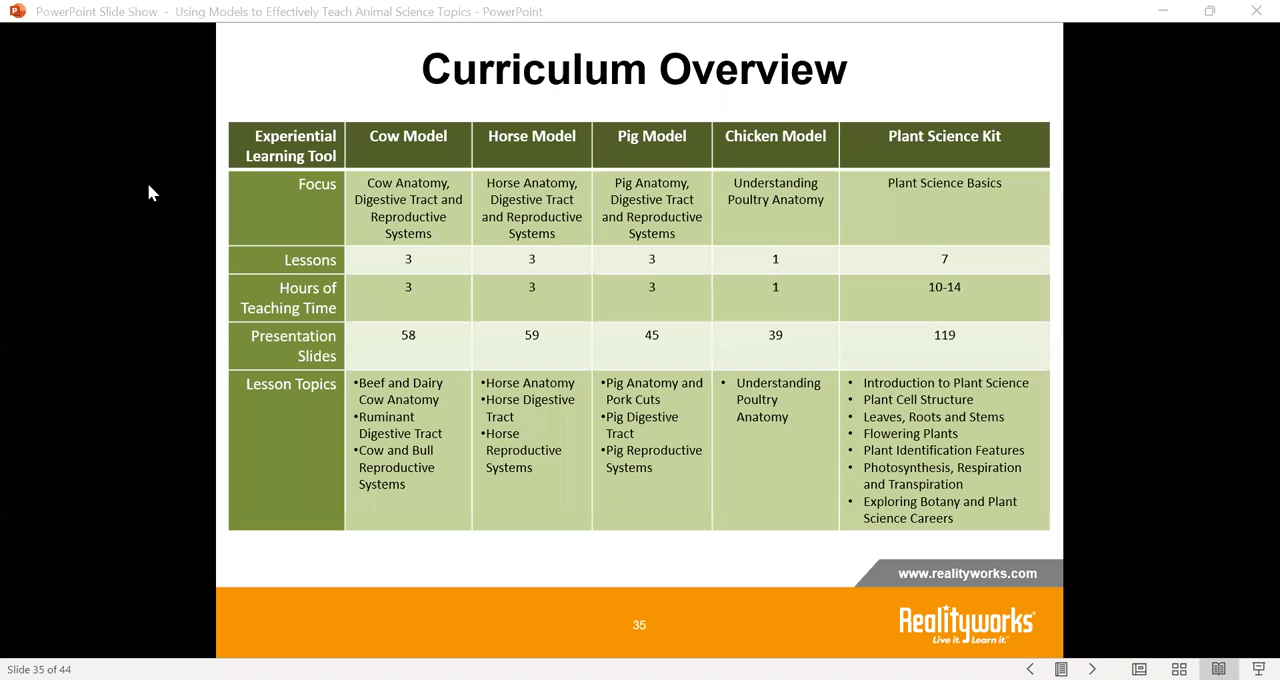 PowerPoint Slide Show - Using Models to Effectively Teach Animal Science Topics - PowerPoint
Curriculum Overview
Experiential
Learning Tool
Cow Model
Horse Model
Pig Model
Chicken Model
Plant Science Kit
Focus
Cow Anatomy,
Digestive Tract and
Reproductive
Systems
Horse Anatomy,
Digestive Tract
and Reproductive
Systems
Pig Anatomy,
Digestive Tract
and Reproductive
Systems
Understanding
Poultry Anatomy
Plant Science Basics
Lessons
3
3
3
1
7
Hours of
Teaching Time
3
3
3
1
10-14
Presentation
Slides
58
59
45
39
119
Lesson Topics
•Beef and Dairy
Cow Anatomy
•Ruminant
Digestive Tract
•Cow and Bull
Reproductive
Systems
•Horse Anatomy
•Horse Digestive
Tract
•Horse
Reproductive
Systems
•Pig Anatomy and
Pork Cuts
•Pig Digestive
Tract
•Pig Reproductive
Systems
• Understanding
Poultry
Anatomy
• Introduction to Plant Science
• Plant Cell Structure
• Leaves, Roots and Stems
• Flowering Plants
• Plant Identification Features
• Photosynthesis, Respiration
and Transpiration
• Exploring Botany and Plant
Science Careers
www.realityworks.com
35
Realityworks®
Live it. Learn it.™
Slide 35 of 44